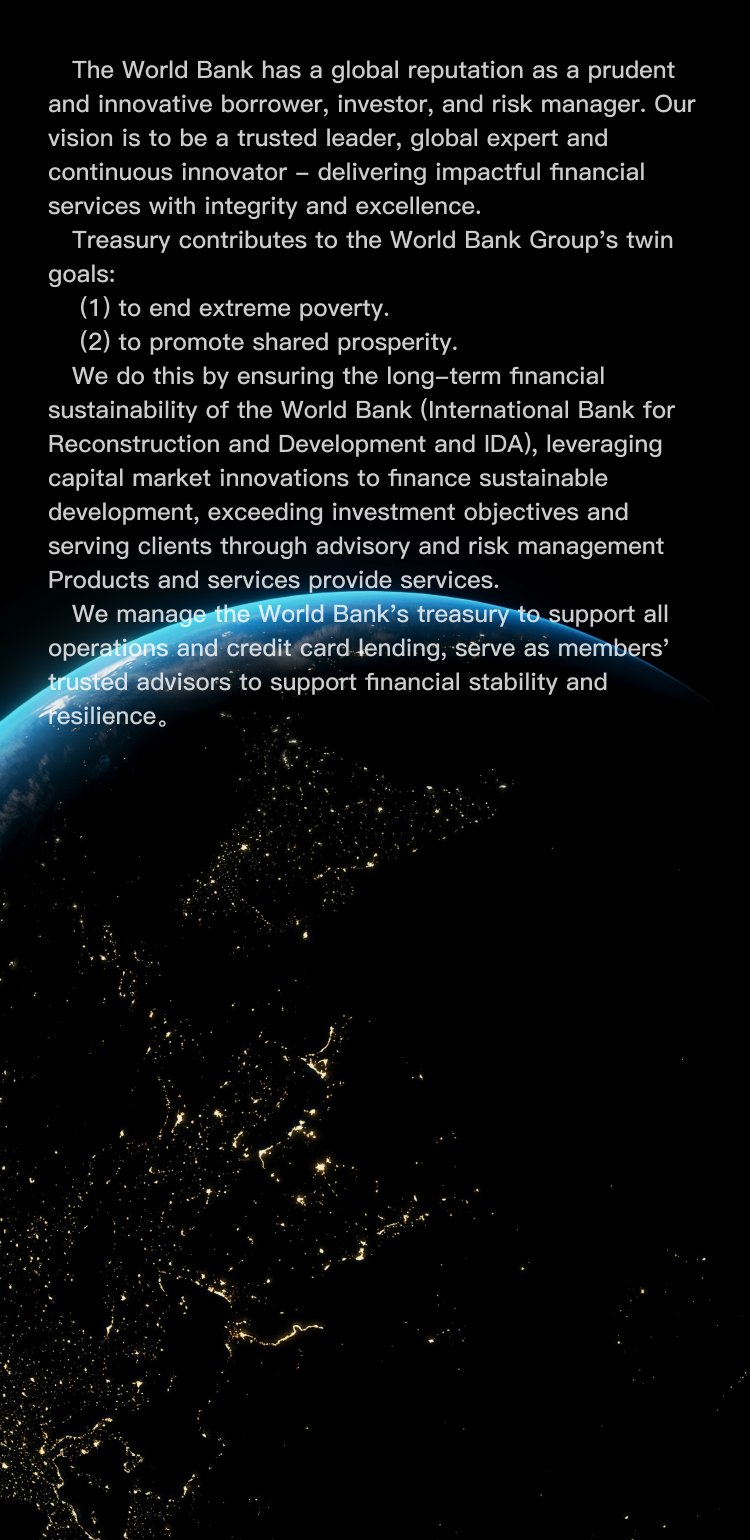 The World Bank has a global reputation as a prudent
and innovative borrower, investor, and risk manager. Our
vision is to be a trusted leader, global expert and
continuous innovator – delivering impactful financial
services with integrity and excellence.
Treasury contributes to the World Bank Group’s twin
goals:
(1) to end extreme poverty.
(2) to promote shared prosperity.
We do this by ensuring the long–term financial
sustainability of the World Bank (International Bank for
Reconstruction and Development and IDA), leveraging
capital market innovations to finance sustainable
development, exceeding investment objectives and
serving clients through advisory and risk management
Products and services provide services.
We manage the World Bank’s treasury to support all
operations and credit card lending, serve as members’
trusted advisors to support financial stability and
resilience。